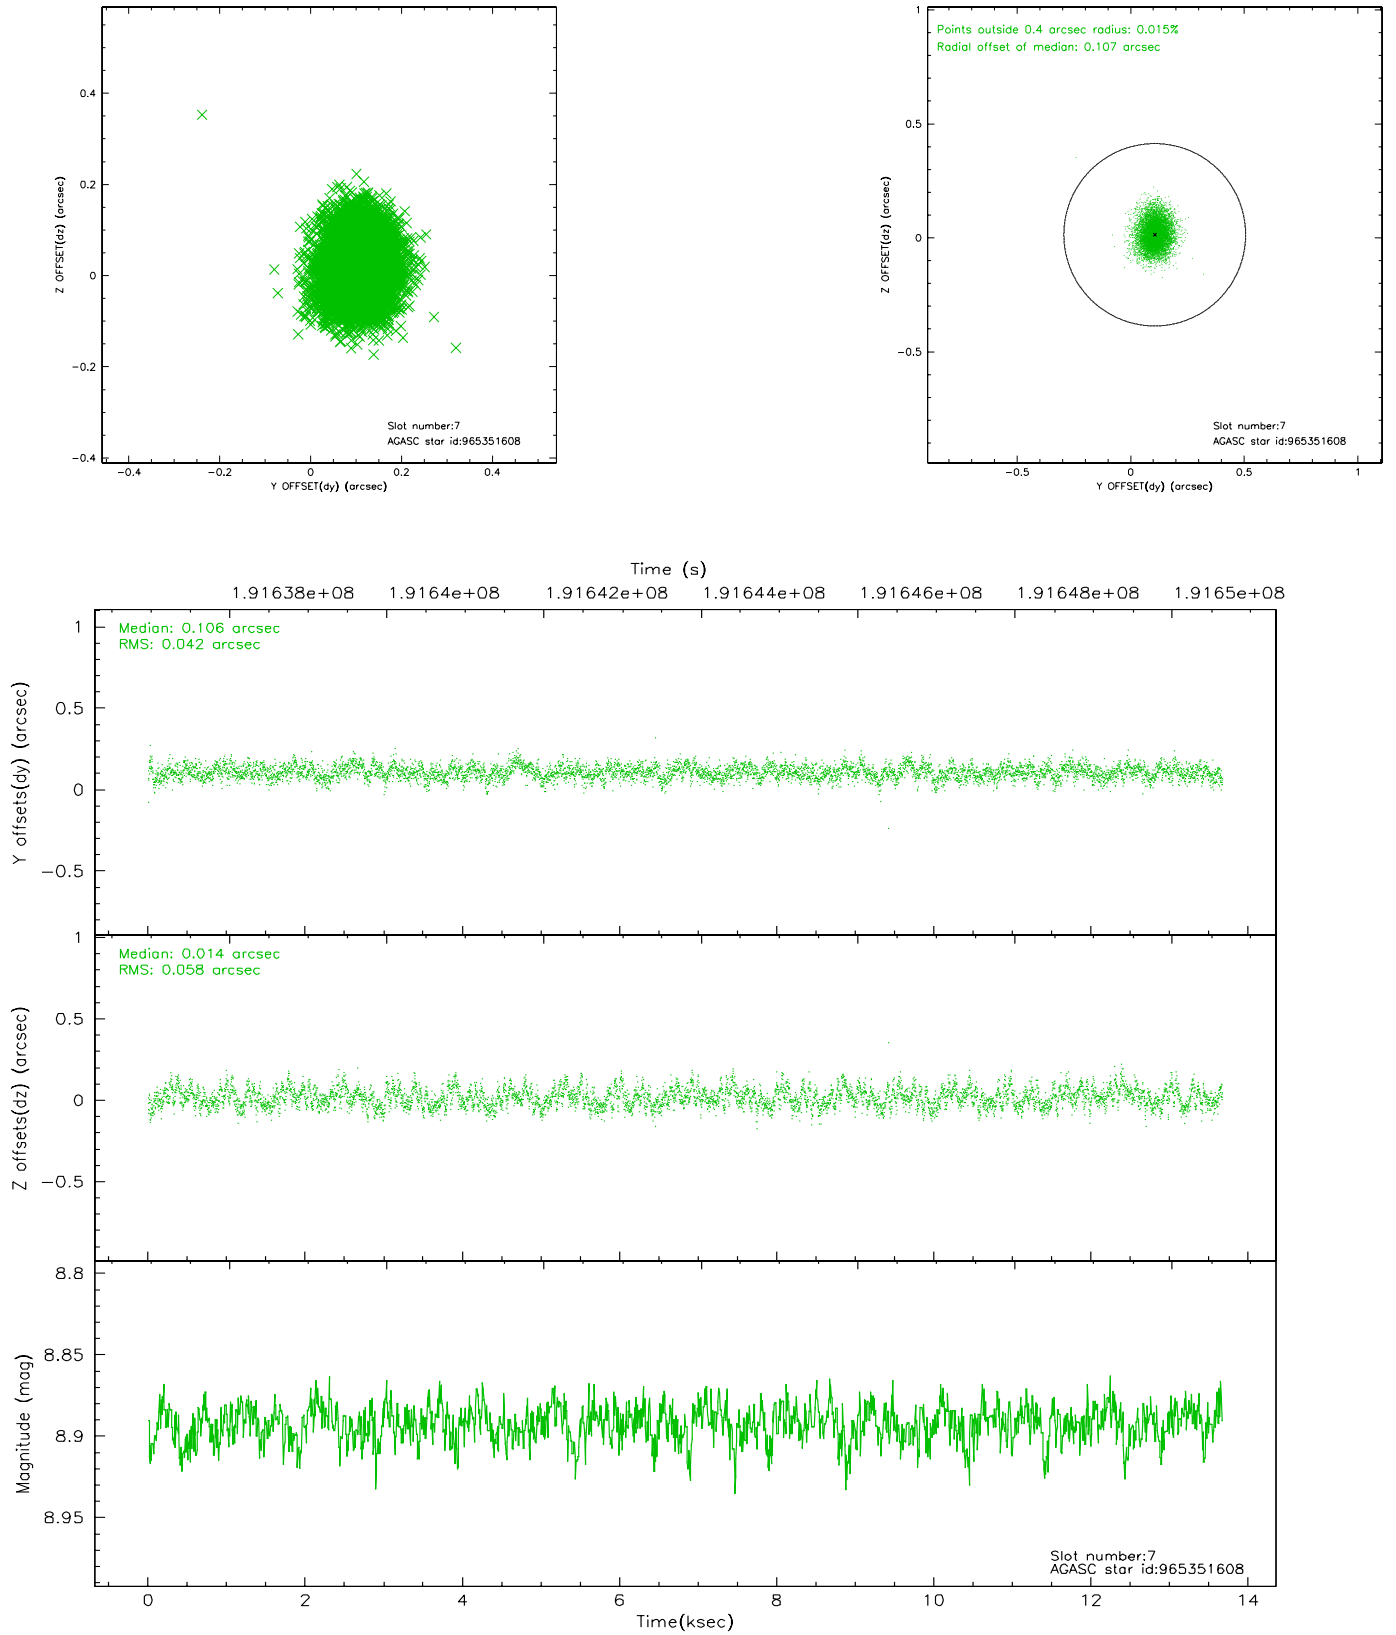 Z OFFSET(dz) (arcsec)
0.4
0.2
0
-0.2
-0.4
-0.4 -0.2 0 0.2 0.4
Y OFFSET(dy) (arcsec)
Slot number:7
AGASC star id:965351608
Points outside 0.4 arcsec radius: 0.015%
Radial offset of median: 0.107 arcsec
Z OFFSET(dz) (arcsec)
1
0.5
0
-0.5
-0.5 0 0.5 1
Y OFFSET(dy) (arcsec)
Slot number:7
AGASC star id:965351608
Time (s)
1.91638e+08 1.9164e+08 1.91642e+08 1.91644e+08 1.91646e+08 1.91648e+08 1.9165e+08
Median: 0.106 arcsec
RMS: 0.042 arcsec
Y offsets(dy) (arcsec)
1
0.5
0
-0.5
Median: 0.014 arcsec
RMS: 0.058 arcsec
Z offsets(dz) (arcsec)
1
0.5
0
-0.5
Magnitude (mag)
8.8
8.85
8.9
8.95
Slot number:7
AGASC star id:965351608
0 2 4 6 8 10 12 14
Time(ksec)